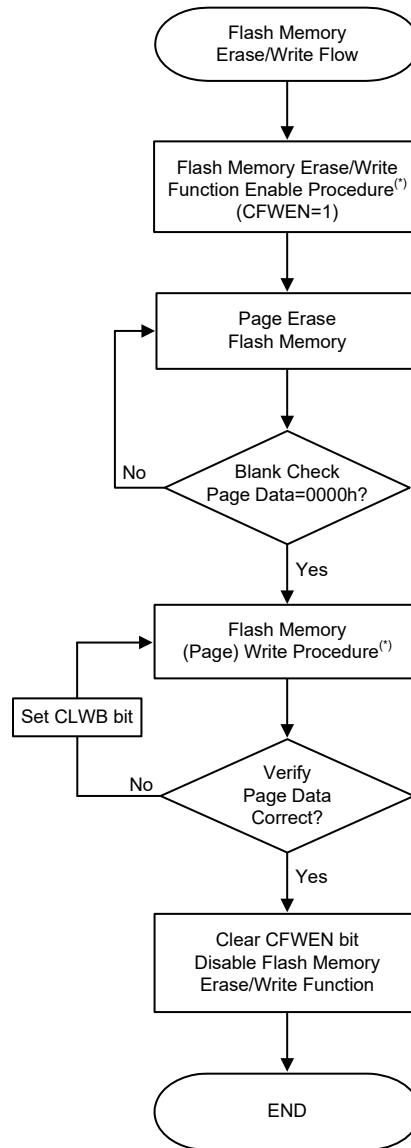 Flash Memory
Erase/Write Flow
Flash Memory Erase/Write
Function Enable Procedure(*)
(CFWEN=1)
Page Erase
Flash Memory
No
Blank Check
Page Data=0000h?
Yes
Flash Memory
(Page) Write Procedure(*)
Set CLWB bit
No
Verify
Page Data
Correct?
Yes
Clear CFWEN bit
Disable Flash Memory
Erase/Write Function
END